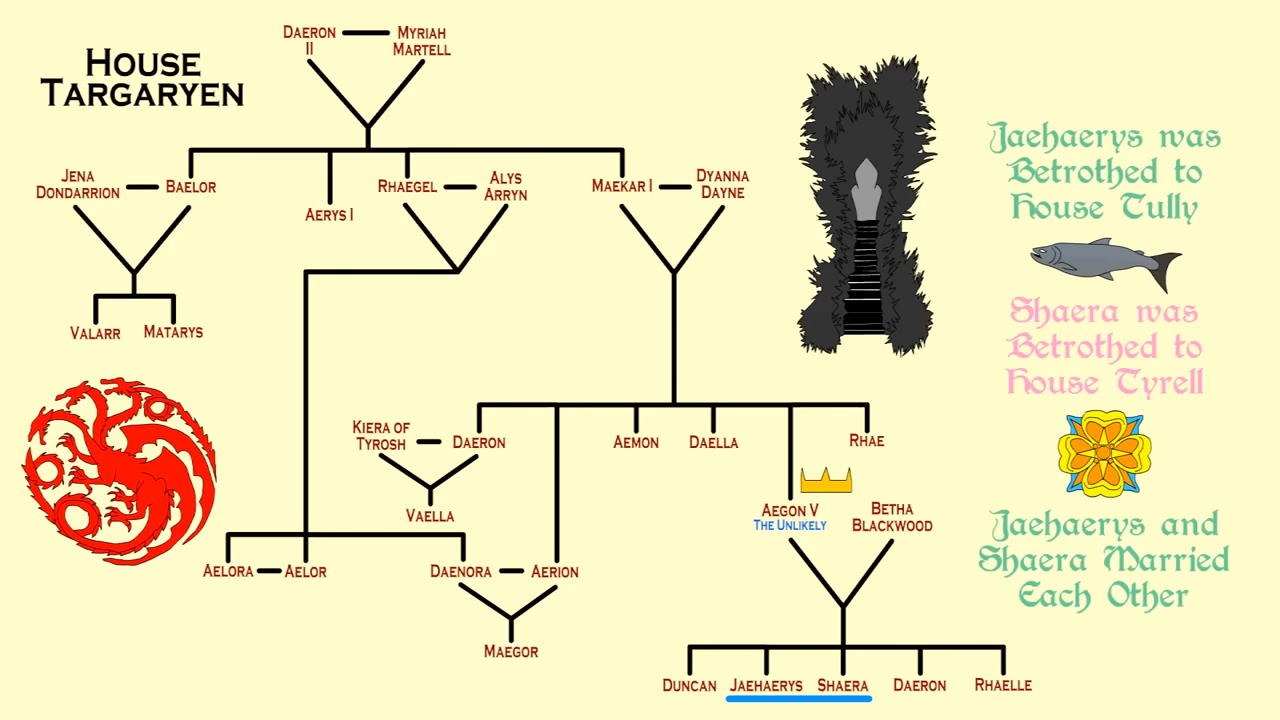 House
Targaryen
Daeron
II
Myriah
Martell
Jena
Dondarrion
Baelor
Aerys I
Rhaegel
Alys
Arryn
Maekar I
Dyanna
Dayne
Valarr
Matarys
Kiera of
Tyrosh
Daeron
Aemon
Daella
Rhae
Vaella
Aegon V
The Unlikely
Betha
Blackwood
Aelora
Aelor
Daenora
Aerion
Maegor
Duncan
Jaehaerys
Shaera
Daeron
Rhaelle
Jaehaerys was
Betrothed to
House Tully
Shaera was
Betrothed to
House Tyrell
Jaehaerys and
Shaera Married
Each Other